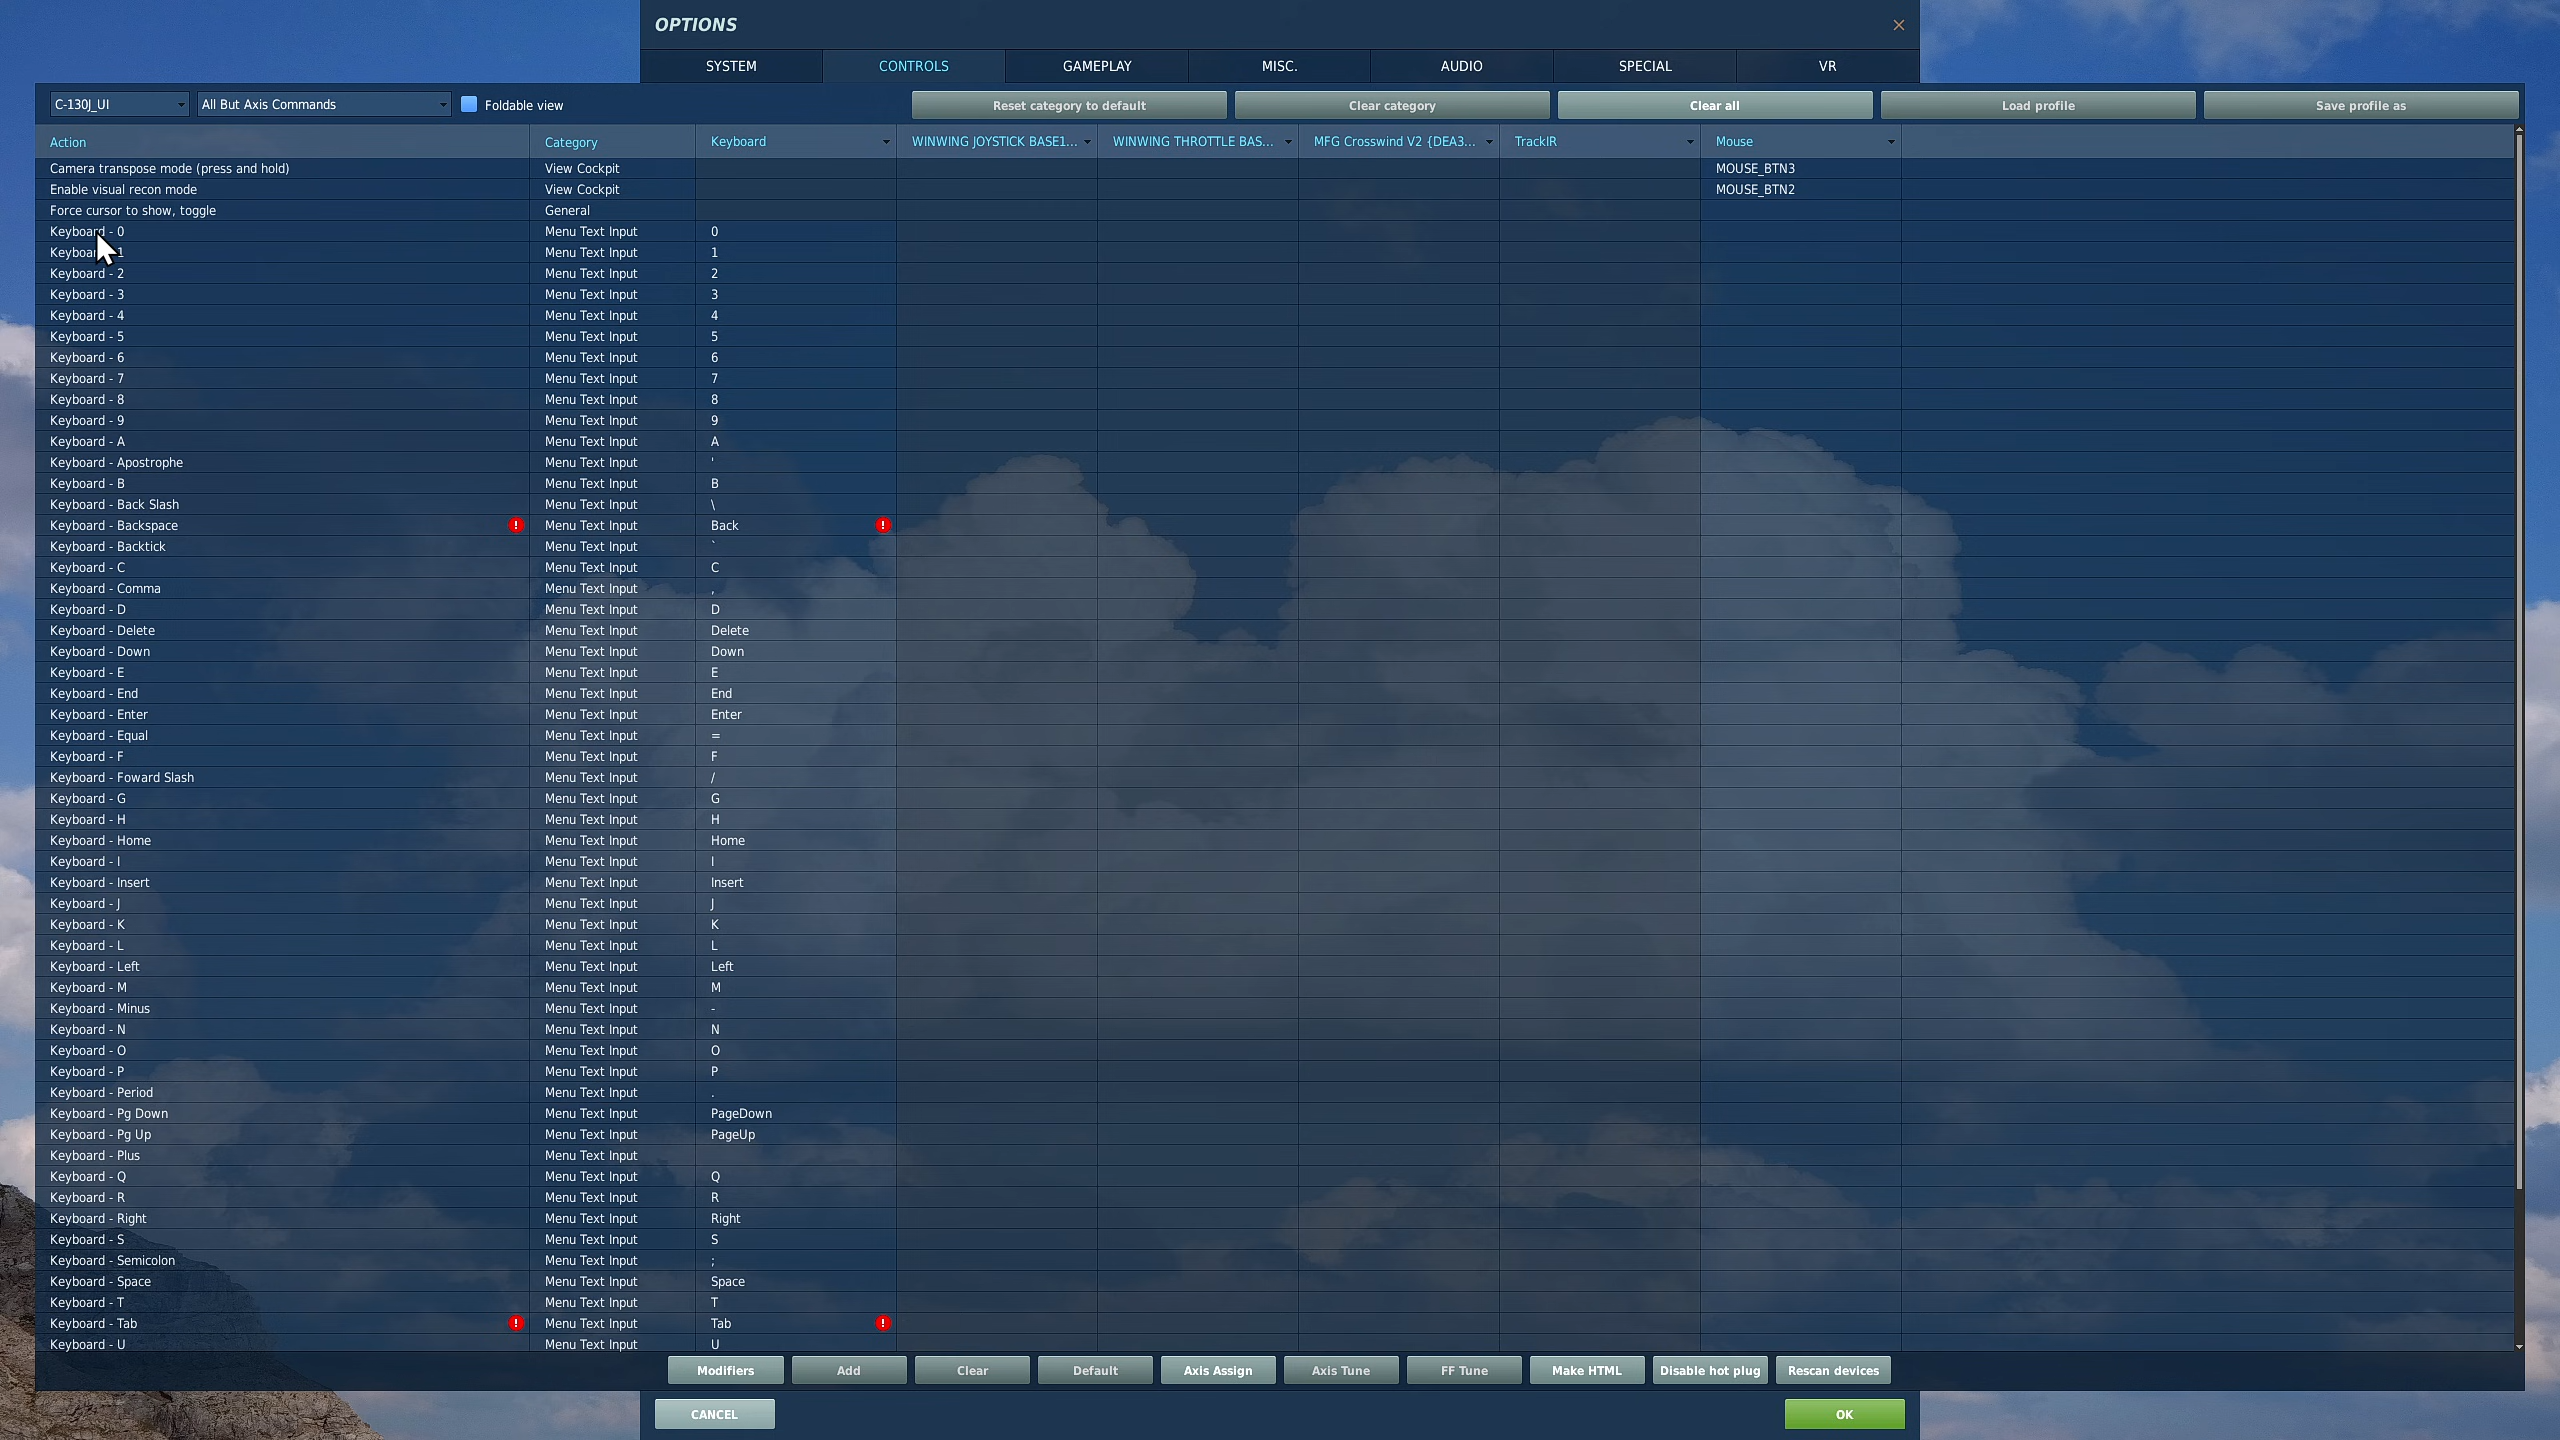 OPTIONS
SYSTEM CONTROLS GAMEPLAY MISC. AUDIO SPECIAL VR
C-130J_UI All But Axis Commands Foldable view Reset category to default Clear category Clear all Load profile Save profile as
Action Category Keyboard WINWING JOYSTICK BASE1... WINWING THROTTLE BAS... MFG Crosswind V2 {DEA3... TrackIR Mouse
Camera transpose mode (press and hold) View Cockpit MOUSE_BTN3
Enable visual recon mode View Cockpit MOUSE_BTN2
Force cursor to show, toggle General
Keyboard - 0 Menu Text Input 0
Keyboard - 1 Menu Text Input 1
Keyboard - 2 Menu Text Input 2
Keyboard - 3 Menu Text Input 3
Keyboard - 4 Menu Text Input 4
Keyboard - 5 Menu Text Input 5
Keyboard - 6 Menu Text Input 6
Keyboard - 7 Menu Text Input 7
Keyboard - 8 Menu Text Input 8
Keyboard - 9 Menu Text Input 9
Keyboard - A Menu Text Input A
Keyboard - Apostrophe Menu Text Input '
Keyboard - B Menu Text Input B
Keyboard - Back Slash Menu Text Input \
Keyboard - Backspace ! Menu Text Input Back !
Keyboard - Backtick Menu Text Input `
Keyboard - C Menu Text Input C
Keyboard - Comma Menu Text Input ,
Keyboard - D Menu Text Input D
Keyboard - Delete Menu Text Input Delete
Keyboard - Down Menu Text Input Down
Keyboard - E Menu Text Input E
Keyboard - End Menu Text Input End
Keyboard - Enter Menu Text Input Enter
Keyboard - Equal Menu Text Input =
Keyboard - F Menu Text Input F
Keyboard - Foward Slash Menu Text Input /
Keyboard - G Menu Text Input G
Keyboard - H Menu Text Input H
Keyboard - Home Menu Text Input Home
Keyboard - I Menu Text Input I
Keyboard - Insert Menu Text Input Insert
Keyboard - J Menu Text Input J
Keyboard - K Menu Text Input K
Keyboard - L Menu Text Input L
Keyboard - Left Menu Text Input Left
Keyboard - M Menu Text Input M
Keyboard - Minus Menu Text Input -
Keyboard - N Menu Text Input N
Keyboard - O Menu Text Input O
Keyboard - P Menu Text Input P
Keyboard - Period Menu Text Input .
Keyboard - Pg Down Menu Text Input PageDown
Keyboard - Pg Up Menu Text Input PageUp
Keyboard - Plus Menu Text Input
Keyboard - Q Menu Text Input Q
Keyboard - R Menu Text Input R
Keyboard - Right Menu Text Input Right
Keyboard - S Menu Text Input S
Keyboard - Semicolon Menu Text Input ;
Keyboard - Space Menu Text Input Space
Keyboard - T Menu Text Input T
Keyboard - Tab ! Menu Text Input Tab !
Keyboard - U Menu Text Input U
Modifiers Add Clear Default Axis Assign Axis Tune FF Tune Make HTML Disable hot plug Rescan devices
CANCEL OK